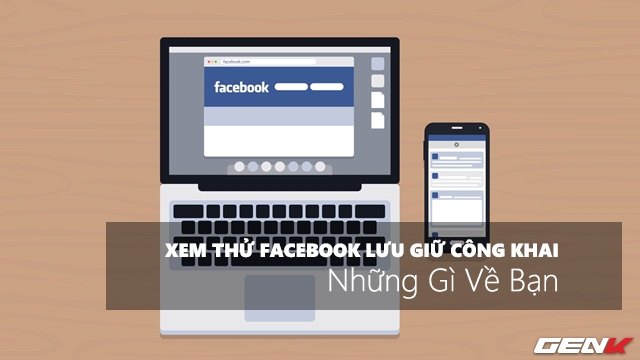 facebook.com
facebook
XEM THỬ FACEBOOK LƯU GIỮ CÔNG KHAI
Những Gì Về Bạn
GENK